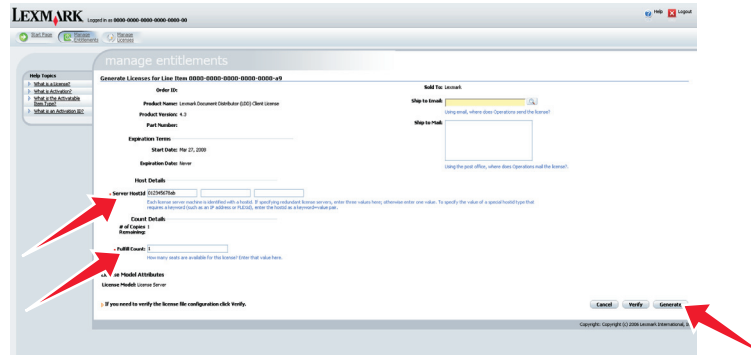 LEXMARK Logged in as 0000-0000-0000-0000-00
Help Logout
Start Page Manage Entitlements Manage Licenses
manage entitlements
Help Topics
What is a License?
What is Activation?
What is the Activatable Item Type?
What is an Activation ID?
Generate Licenses for Line Item 0000-0000-0000-0000-0000-a9
Order ID:
Product Name: Lexmark Document Distributor (LDD) Client License
Product Version: 4.3
Part Number:
Expiration Terms
Start Date: Mar 27, 2009
Expiration Date: Never
Sold To: Lexmark
Ship to Email:
Using email, where does Operations send the license?
Ship to Mail:
Using the post office, where does Operations mail the license?
Host Details
Server HostId 012345678ab
Each license server machine is identified with a hostid. If specifying redundant license servers, enter three values here; otherwise enter one value. To specify the value of a special hostid type that
requires a keyword (such as an IP address or FLEXid), enter the hostid as a keyword=value pair.
Count Details
# of Copies 1
Remaining:
Fulfill Count: 1
How many seats are available for this license? Enter that value here.
License Model Attributes
License Model: License Server
If you need to verify the license file configuration click Verify.
Cancel Verify Generate
Copyright: Copyright (c) 2006 Lexmark International,